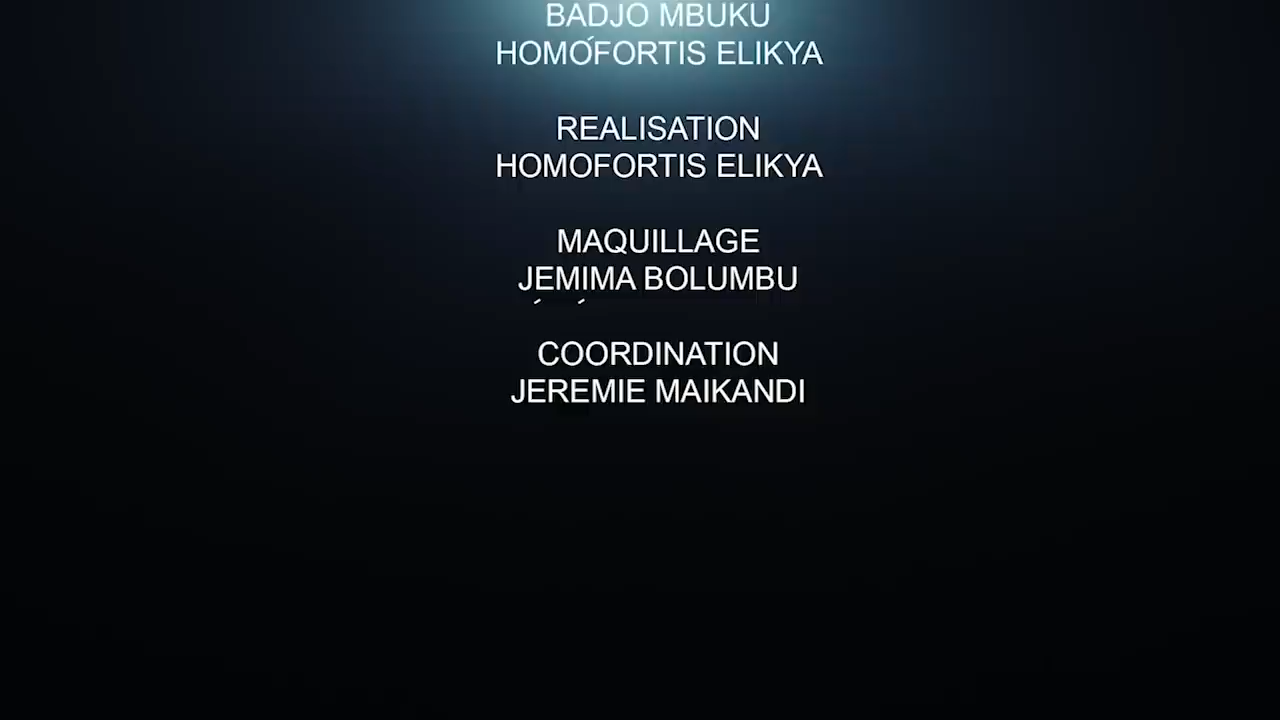 BADJO MBUKU
HOMOFORTIS ELIKYA
REALISATION
HOMOFORTIS ELIKYA
MAQUILLAGE
JEMIMA BOLUMBU
COORDINATION
JEREMIE MAIKANDI